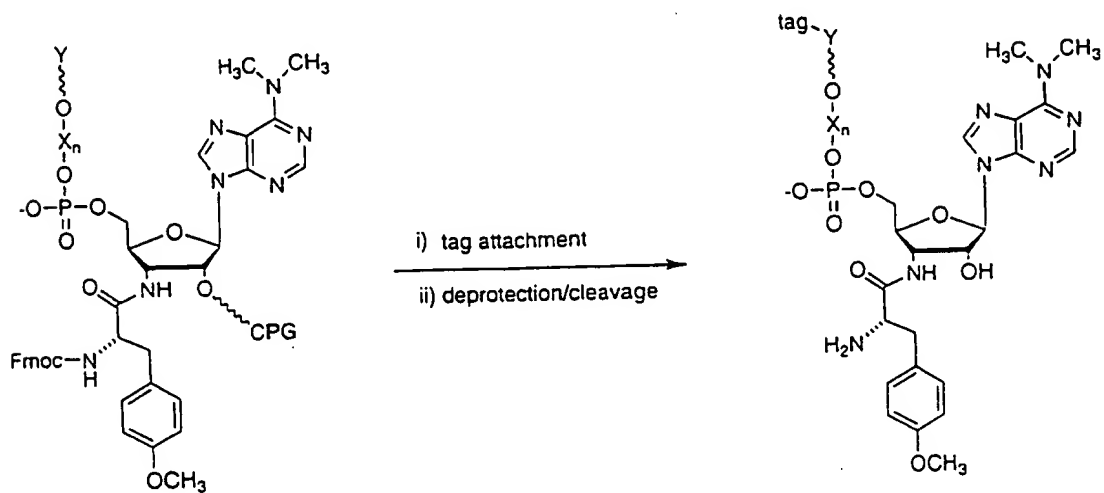 Y
O
Xn
O
-O-P-O
O
H3C
CH3
N
N
N
N
N
O
O
NH
O
CPG
Fmoc-N
H
OCH3
i) tag attachment
ii) deprotection/cleavage
tag-Y
O
Xn
O
-O-P-O
O
H3C
CH3
N
N
N
N
N
O
O
NH
OH
H2N
OCH3